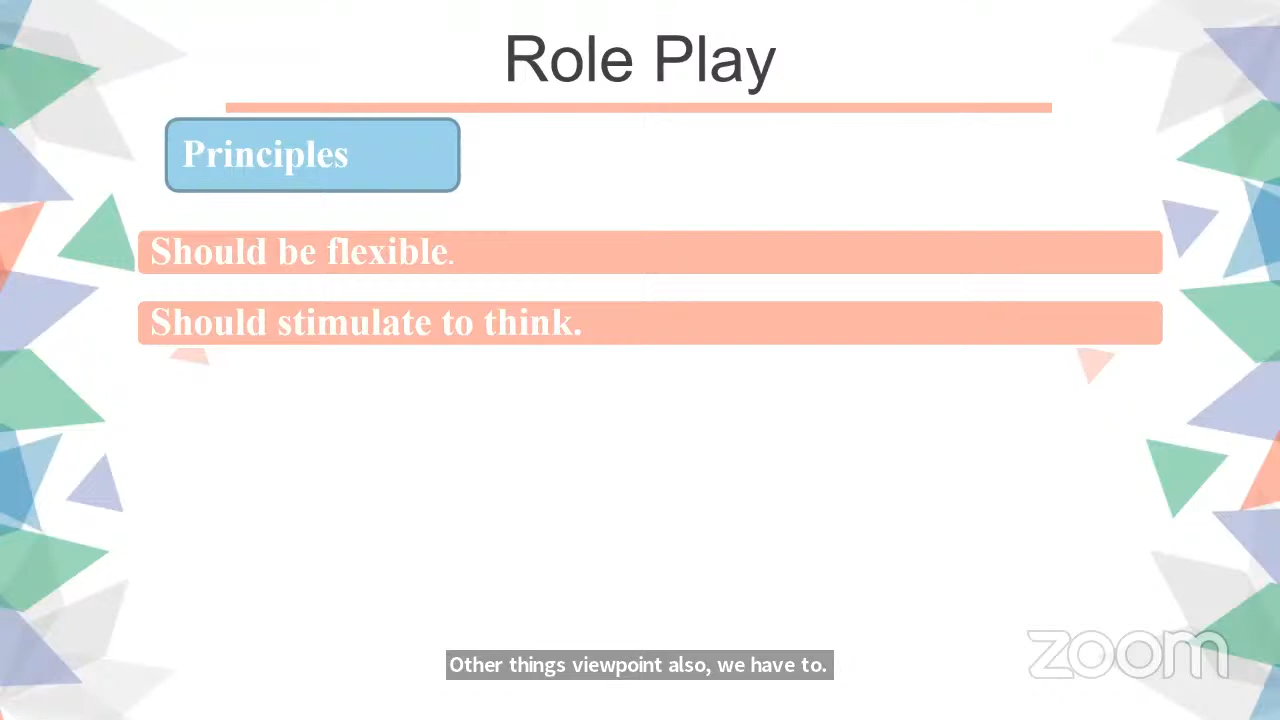 Role Play
Principles
Should be flexible.
Should stimulate to think.
Other things viewpoint also, we have to.
zoom